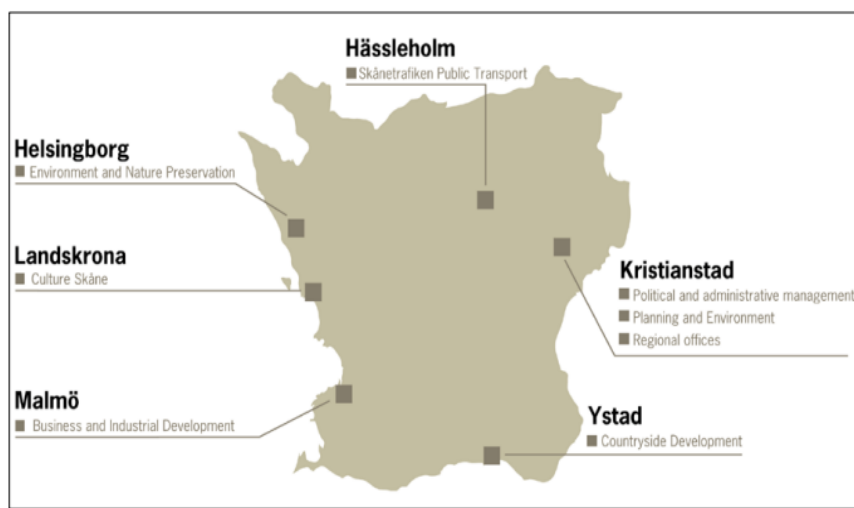 Hässleholm
Skånetrafiken Public Transport
Helsingborg
Environment and Nature Preservation
Landskrona
Culture Skåne
Kristianstad
Political and administrative management
Planning and Environment
Regional offices
Malmö
Business and Industrial Development
Ystad
Countryside Development